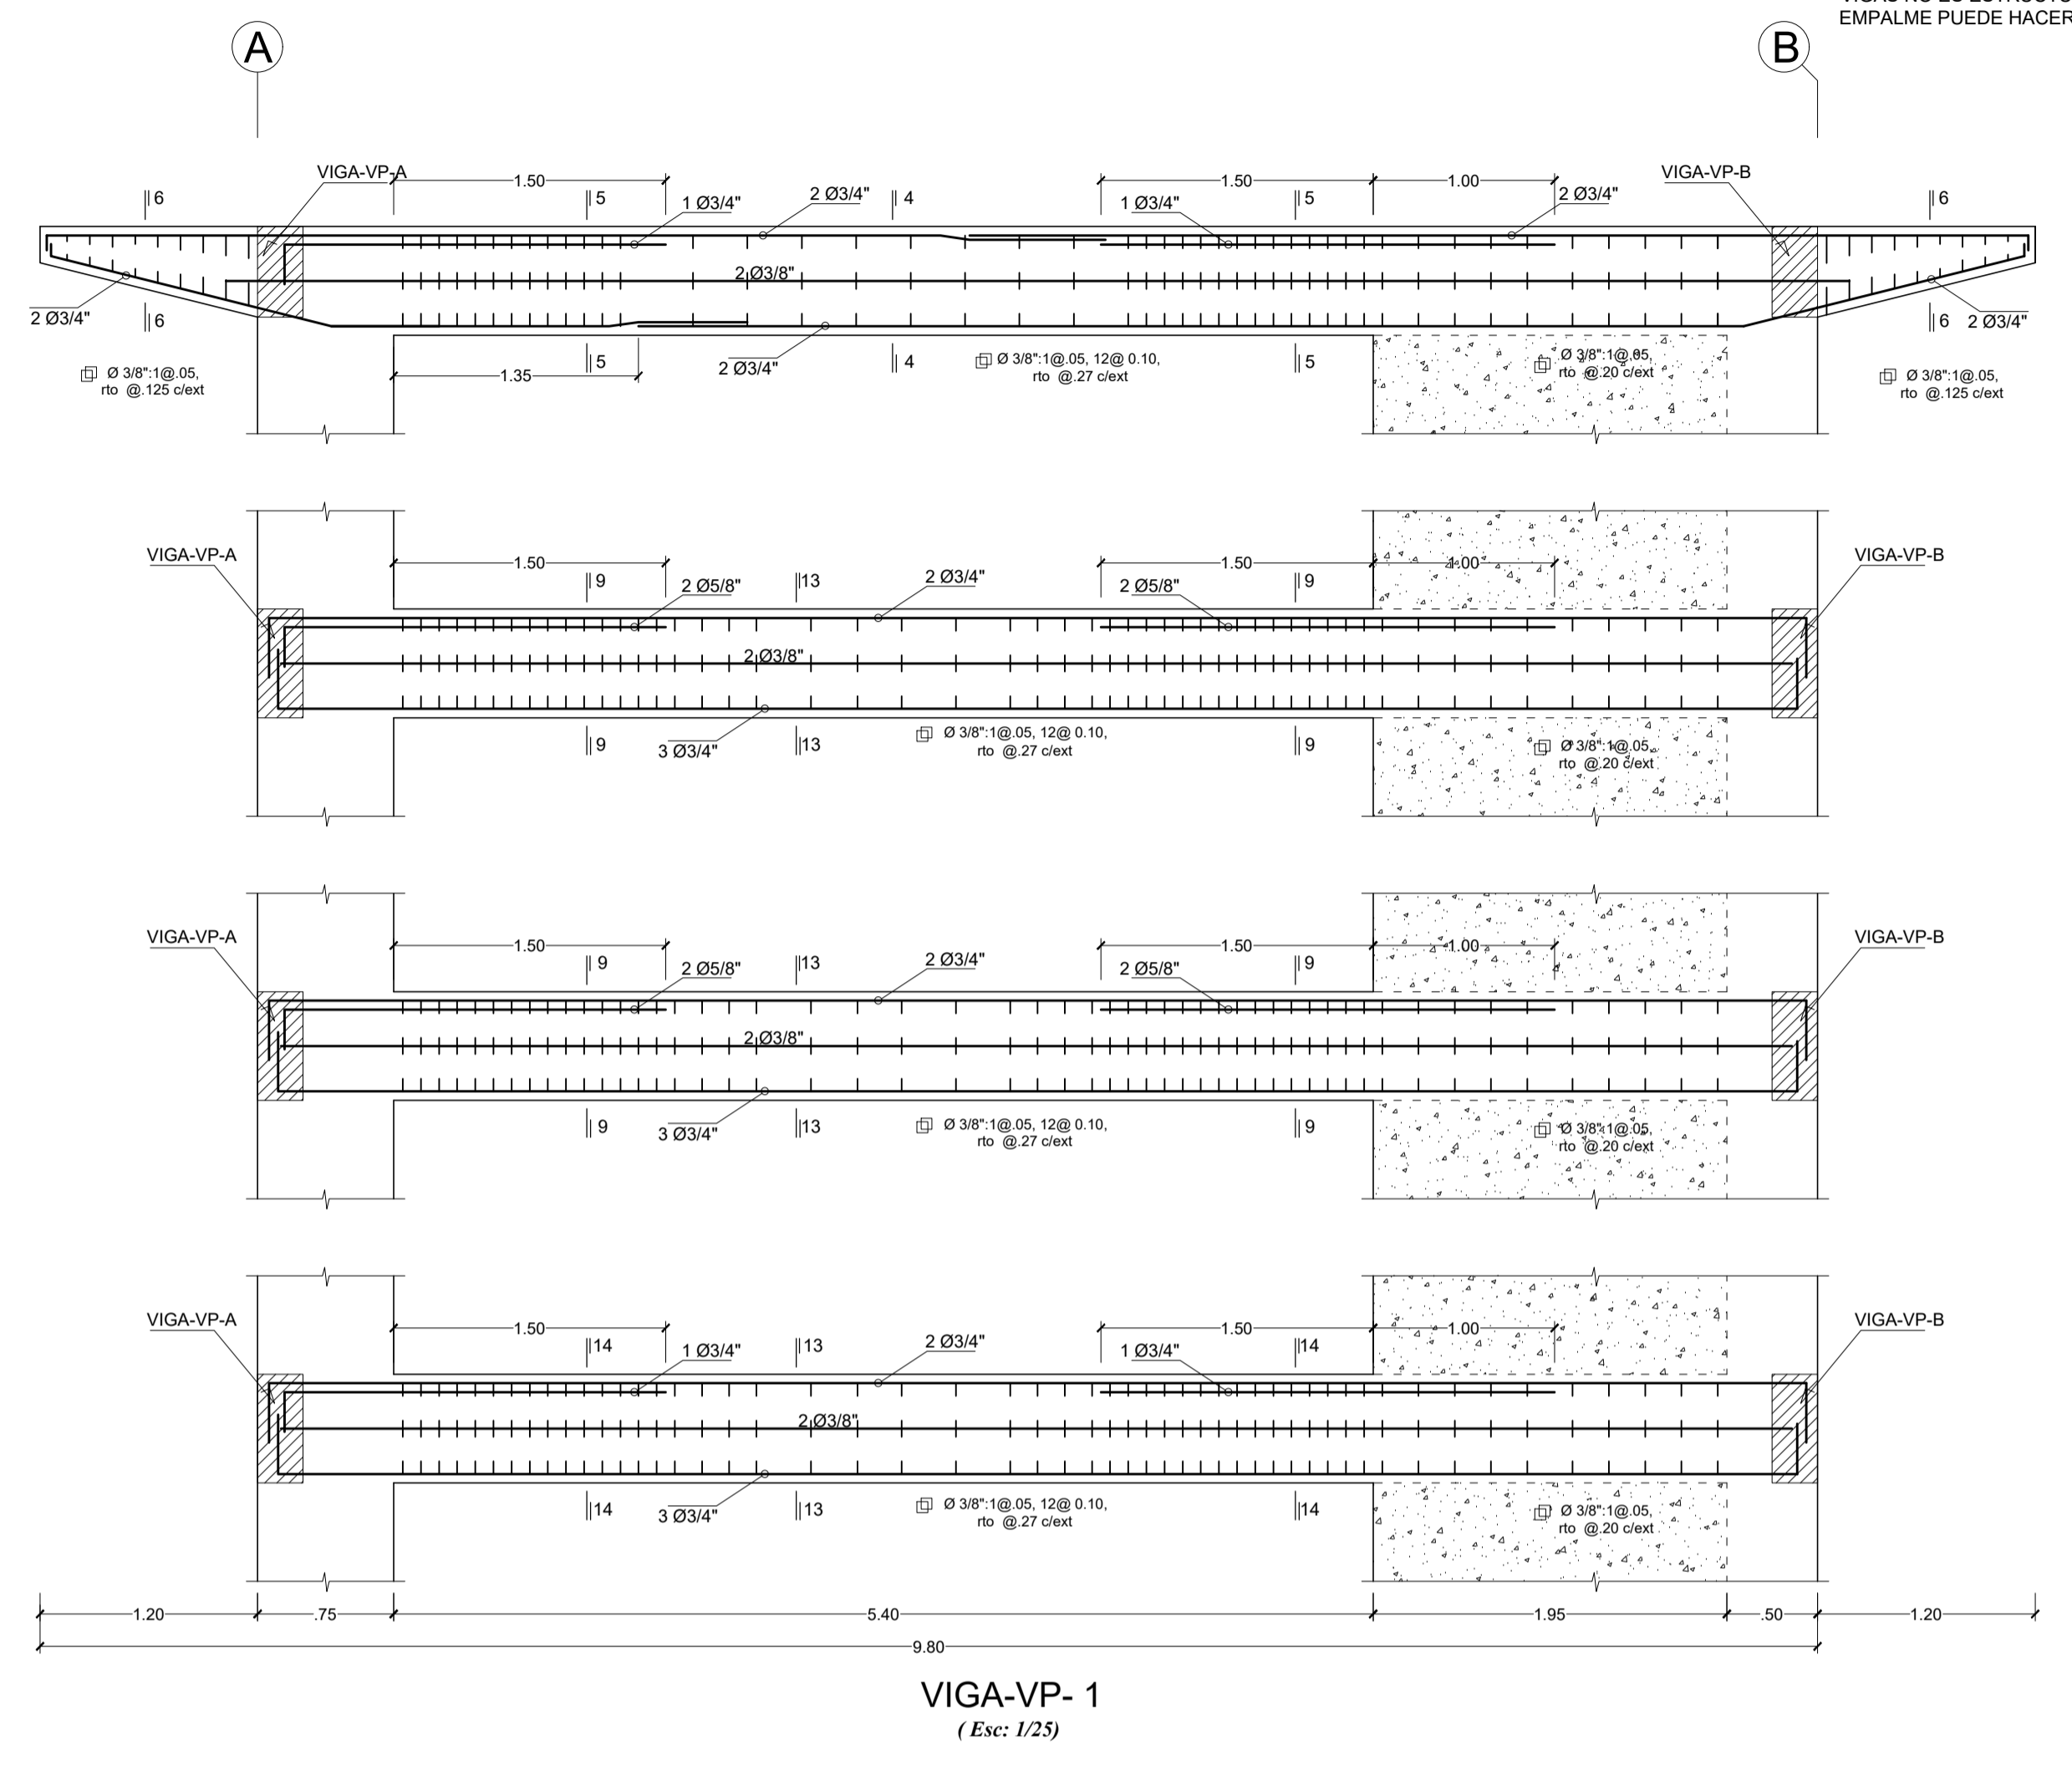 EMPALME PUEDE HACER
A
B
VIGA-VP-A
1.50
1.50
1.00
VIGA-VP-B
6
5
4
5
6
1 Ø3/4"
2 Ø3/4"
1 Ø3/4"
2 Ø3/4"
2 Ø3/8"
2 Ø3/4"
6
6
2 Ø3/4"
5
4
5
2 Ø3/4"
1.35
Ø 3/8":1@.05,
rto @.125 c/ext
Ø 3/8":1@.05, 12@ 0.10,
rto @.27 c/ext
Ø 3/8":1@.05,
rto @.20 c/ext
Ø 3/8":1@.05,
rto @.125 c/ext
VIGA-VP-A
1.50
1.50
1.00
VIGA-VP-B
9
13
9
2 Ø5/8"
2 Ø3/4"
2 Ø5/8"
2 Ø3/8"
9
13
9
3 Ø3/4"
Ø 3/8":1@.05, 12@ 0.10,
rto @.27 c/ext
Ø 3/8":1@.05,
rto @.20 c/ext
VIGA-VP-A
1.50
1.50
1.00
VIGA-VP-B
9
13
9
2 Ø5/8"
2 Ø3/4"
2 Ø5/8"
2 Ø3/8"
9
13
9
3 Ø3/4"
Ø 3/8":1@.05, 12@ 0.10,
rto @.27 c/ext
Ø 3/8":1@.05,
rto @.20 c/ext
VIGA-VP-A
1.50
1.50
1.00
VIGA-VP-B
14
13
14
1 Ø3/4"
2 Ø3/4"
1 Ø3/4"
2 Ø3/8"
14
13
14
3 Ø3/4"
Ø 3/8":1@.05, 12@ 0.10,
rto @.27 c/ext
Ø 3/8":1@.05,
rto @.20 c/ext
1.20
.75
5.40
1.95
.50
1.20
9.80
VIGA-VP- 1
( Esc: 1/25)